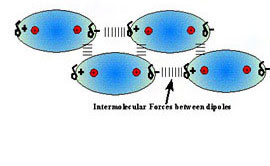 δ+ δ- δ+ δ-
δ+ δ- δ+ δ-
Intermolecular Forces between dipoles